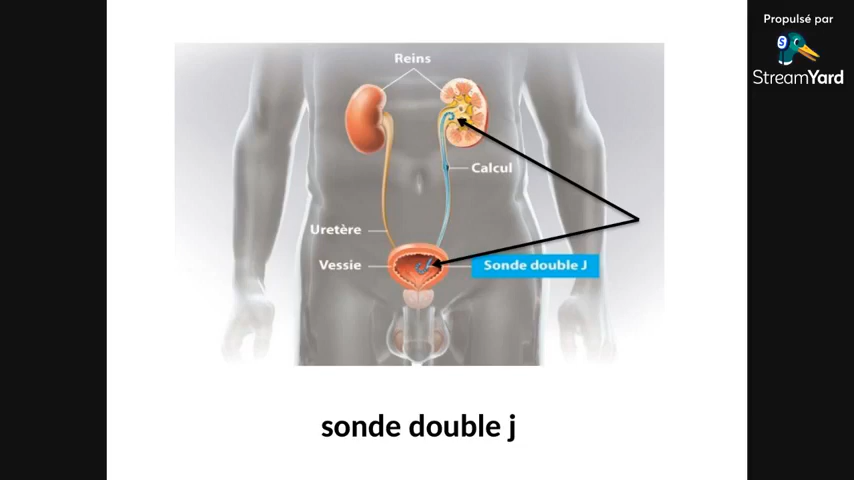 Propulsé par
StreamYard
Reins
Calcul
Uretère
Vessie
Sonde double J
sonde double j